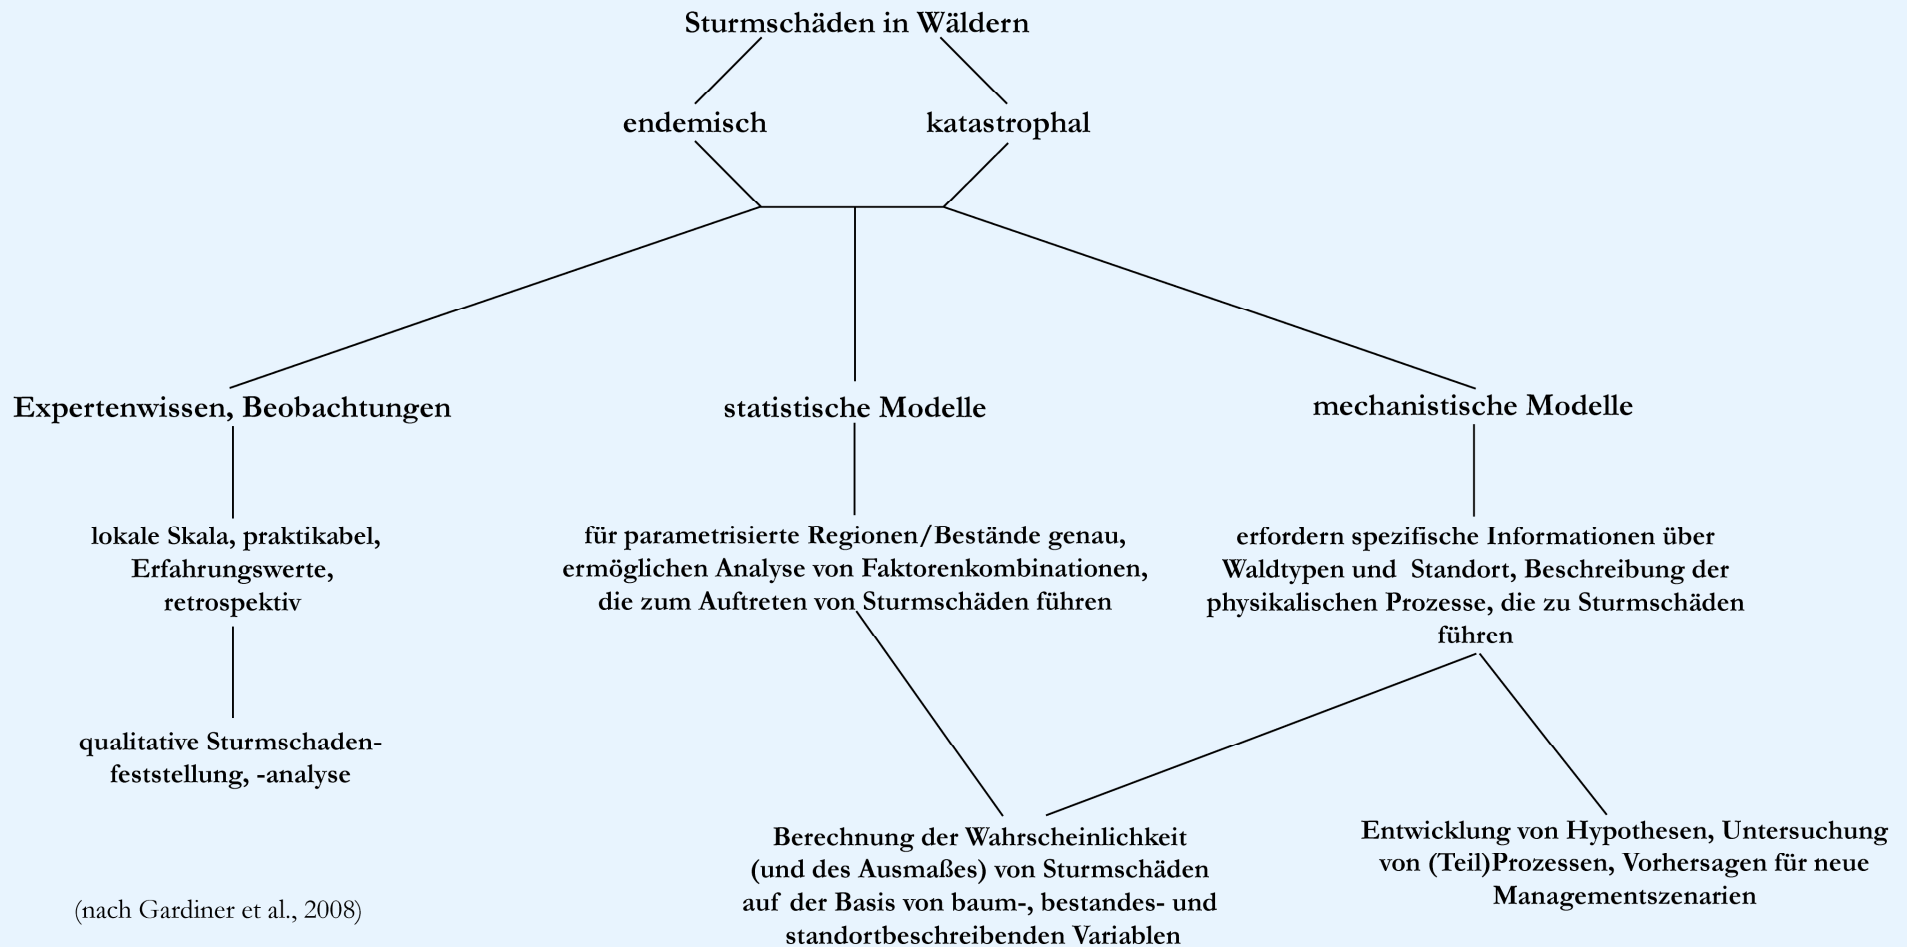 Sturmschäden in Wäldern
endemisch
katastrophal
Expertenwissen, Beobachtungen
statistische Modelle
mechanistische Modelle
lokale Skala, praktikabel,
Erfahrungswerte,
retrospektiv
für parametrisierte Regionen/Bestände genau,
ermöglichen Analyse von Faktorenkombinationen,
die zum Auftreten von Sturmschäden führen
erfordern spezifische Informationen über
Waldtypen und Standort, Beschreibung der
physikalischen Prozesse, die zu Sturmschäden
führen
qualitative Sturmschaden-
feststellung, -analyse
Berechnung der Wahrscheinlichkeit
(und des Ausmaßes) von Sturmschäden
auf der Basis von baum-, bestandes- und
standortbeschreibenden Variablen
Entwicklung von Hypothesen, Untersuchung
von (Teil)Prozessen, Vorhersagen für neue
Managementszenarien
(nach Gardiner et al., 2008)